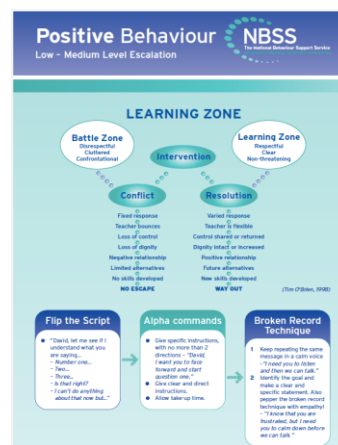 Positive Behaviour
Low – Medium Level Escalation
NBSS
The National Behaviour Support Service
LEARNING ZONE
Battle Zone
Disrespectful
Cluttered
Confrontational
Learning Zone
Respectful
Clear
Non-threatening
Intervention
Conflict
Fixed response
Teacher bounces
Loss of control
Loss of dignity
Negative relationship
Limited alternatives
No skills developed
NO ESCAPE
Resolution
Varied response
Teacher is flexible
Control shared or returned
Dignity intact or increased
Positive relationship
Future alternatives
New skills developed
WAY OUT
(Tim O'Brien, 1998)
Flip the Script
● "David, let me see if I
understand what you
are saying...
- Number one...
- Two...
- Three...
- Is that right?
- I can't do anything
about that now but..."
Alpha commands
● Give specific instructions,
with no more than 2
directions - "David,
I want you to face
forward and start
question one."
● Give clear and direct
instructions.
● Allow take-up time.
Broken Record
Technique
1 Keep repeating the same
message in a calm voice
- "I need you to listen
and then we can talk."
2 Identify the goal and
make a clear and
specific statement. Also
pepper the broken record
technique with empathy!
- "I know that you are
frustrated, but I need
you to calm down before
we can talk."